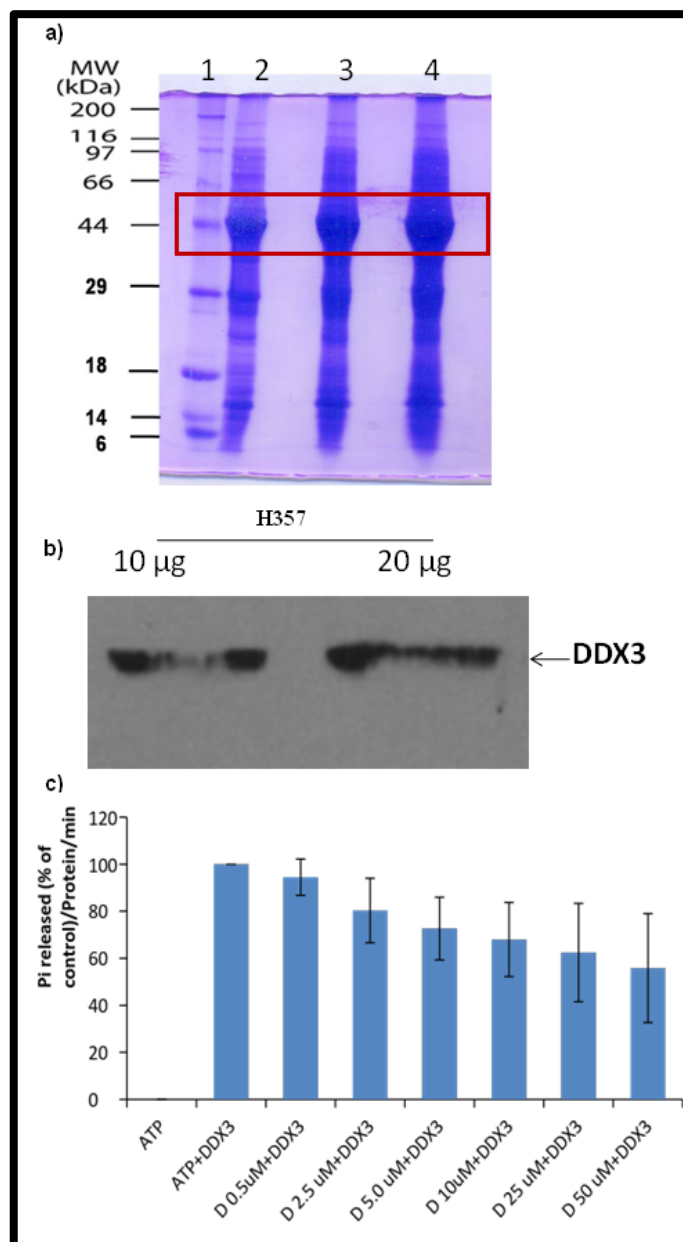 a)
MW
(kDa)
1 2 3 4
200
116
97
66
44
29
18
14
6
H357
b)
10 µg 20 µg
DDX3
c)
Pi released (% of
control)/Protein/min
120
100
80
60
40
20
0
ATP
ATP+DDX3
D 0.5uM+DDX3
D 2.5 uM+DDX3
D 5.0 uM+DDX3
D 10uM+DDX3
D 25 uM+DDX3
D 50 uM+DDX3